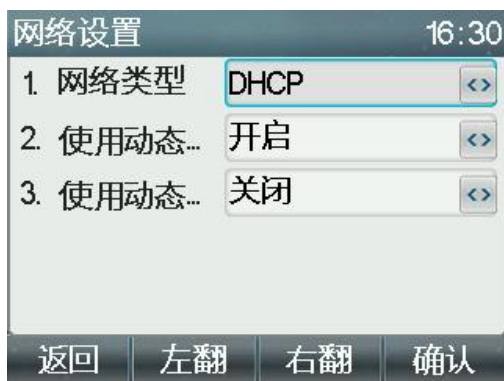 网络设置 16:30
1. 网络类型 DHCP
2. 使用动态... 开启
3. 使用动态... 关闭
返回 左翻 右翻 确认